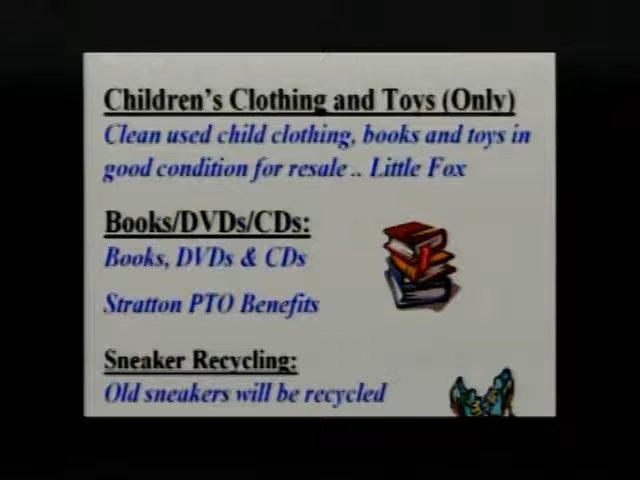 Children's Clothing and Toys (Only)
Clean used child clothing, books and toys in
good condition for resale .. Little Fox
Books/DVDs/CDs:
Books, DVDs & CDs
Stratton PTO Benefits
Sneaker Recycling:
Old sneakers will be recycled